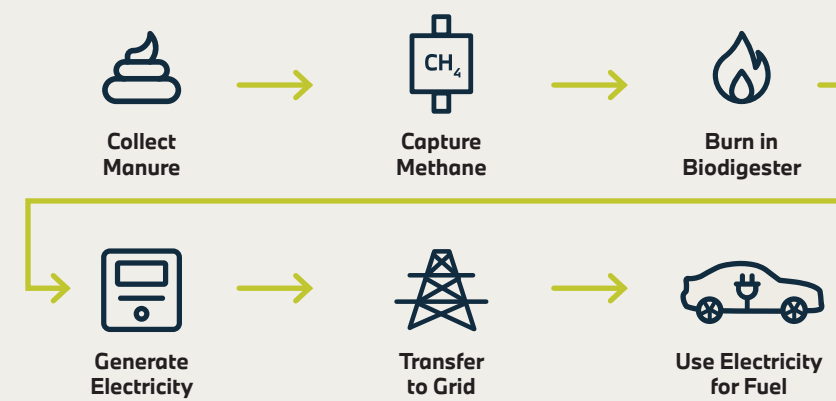 CH₄
Collect
Manure
Capture
Methane
Burn in
Biodigester
Generate
Electricity
Transfer
to Grid
Use Electricity
for Fuel